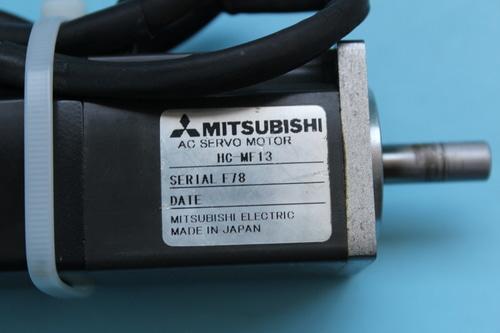 MITSUBISHI
AC SERVO MOTOR
HC-MF13
SERIAL F78
DATE
MITSUBISHI ELECTRIC
MADE IN JAPAN